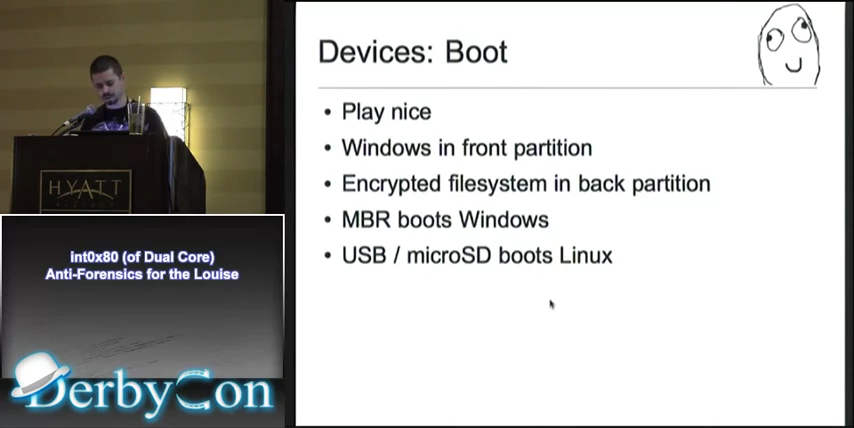 Devices: Boot
• Play nice
• Windows in front partition
• Encrypted filesystem in back partition
• MBR boots Windows
• USB / microSD boots Linux
HYATT
int0x80 (of Dual Core)
Anti-Forensics for the Louise
DerbyCon